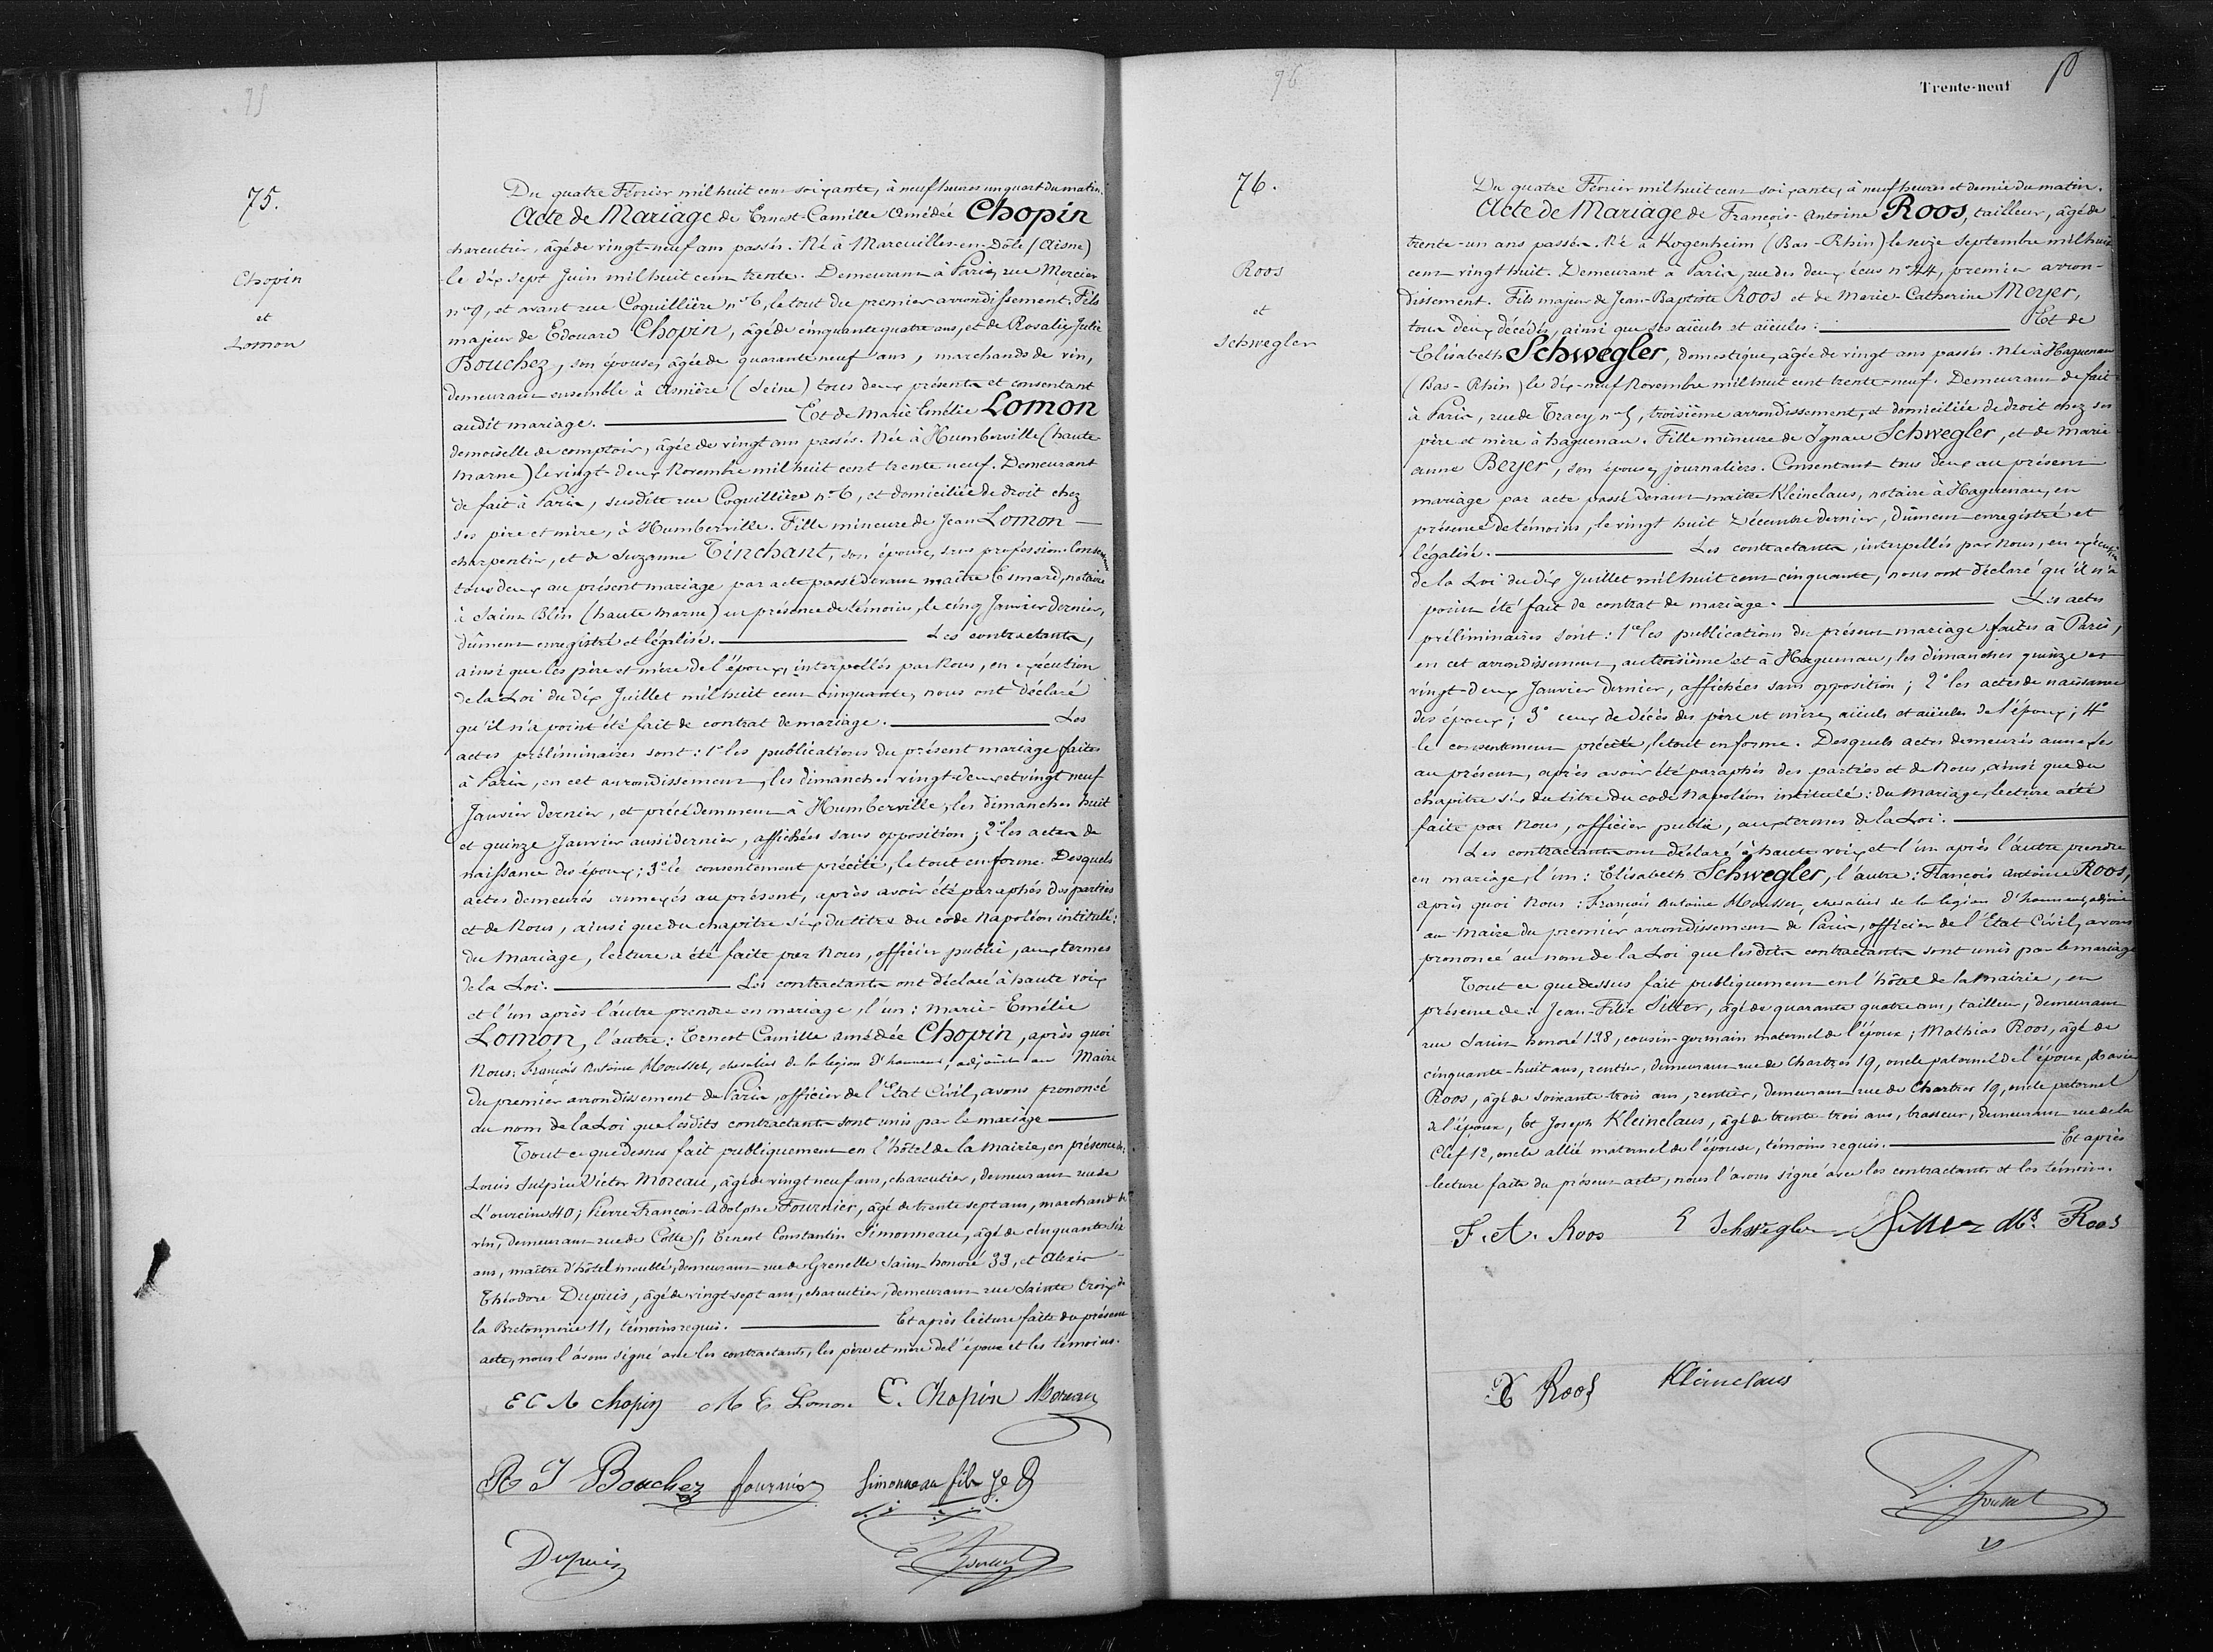 75
75.
Chopin
et
Lomon
Du quatre Février mil huit cent soixante, à neuf heures un quart du matin.
Acte de Mariage de Ernest-Camille Amédée Chopin
charcutier, âgé de vingt-neuf ans passés. Né à Mareuilles-en-Dôle (Aisne)
le dix sept Juin mil huit cent trente. Demeurant à Paris, rue Mercier
n° 9, et avant rue Coquillière n° 6, le tout du premier arrondissement. Fils
majeur de Edouard Chopin, âgé de cinquante quatre ans, et de Rosalie Julie
Bouchez, son épouse, âgée de quarante neuf ans, marchands de vin,
demeurant ensemble à Asnière (Seine) tous deux présents et consentant
audit mariage. Et de Marie Emélie Lomon
demoiselle de comptoir, âgée de vingt ans passés. Née à Humberville (haute
marne) le vingt-deux Novembre mil huit cent trente neuf. Demeurant
de fait à Paris, susdite rue Coquillière n° 6, et domiciliée de droit chez
ses père et mère, à Humberville. Fille mineure de Jean Lomon
charpentier, et de Suzanne Tinchant, son épouse, sans profession. Consentant
tous deux au présent mariage par acte passé devant maître Esmard, notaire
à Saint Blin (haute marne) en présence de témoins, le cinq Janvier dernier,
dûment enregistré et légalisé. Les contractants,
ainsi que les père et mère de l'époux, interpellés par Nous, en exécution
de la Loi du dix Juillet mil huit cent cinquante, nous ont déclaré
qu'il n'a point été fait de contrat de mariage. Les
actes préliminaires sont : 1° les publications du présent mariage faites
à Paris, en cet arrondissement, les dimanches vingt-deux et vingt neuf
Janvier dernier, et précédemment à Humberville, les dimanches huit
et quinze Janvier aussi dernier, affichées sans opposition ; 2° les actes de
naissance des époux ; 3° le consentement précité, le tout en forme. Desquels
actes demeurés annexés au présent, après avoir été paraphés des parties
et de Nous, ainsi que du chapitre six du titre du code Napoléon intitulé :
du Mariage, lecture a été faite par Nous, officier public, aux termes
de la Loi. Les contractants ont déclaré à haute voix
et l'un après l'autre prendre en mariage, l'un : Marie-Emélie
Lomon, l'autre : Ernest Camille Amédée Chopin, après quoi
Nous : François Antoine Mousset, chevalier de la légion d'honneur, adjoint au Maire
du premier arrondissement de Paris, officier de l'Etat Civil, avons prononcé
au nom de la Loi que lesdits contractants sont unis par le mariage
Tout ce que dessus fait publiquement en l'hôtel de la Mairie, en présence de :
Louis Victor Moreau, âgé de vingt neuf ans, charcutier, demeurant rue de
L'ourcine 40 ; Pierre-François-Adolphe Fournier, âgé de trente sept ans, marchand de
vin, demeurant rue de Cotte 5, Ernest Constantin Simonneau, âgé de cinquante six
ans, maître d'hôtel meublé, demeurant rue de Grenelle Saint honoré 33, et Alexis
Théodore Dupuis, âgé de vingt-sept ans, charcutier, demeurant rue Sainte Croix de
la Bretonnerie 11, témoins requis. Et après lecture faite du présent
acte, nous l'avons signé avec les contractants, les père et mère de l'époux et les témoins.
E C A chopin M E Lomon E. Chopin Moreau
R J Bouchez fournier Simonneau
Dupuis
76
Trente-neuf
76.
Roos
et
Schwegler
Du quatre Février mil huit cent soixante, à neuf heures et demie du matin.
Acte de Mariage de François-Antoine Roos, tailleur, âgé de
trente-un ans passés. Né à Kogenheim (Bas-Rhin) le seize Septembre mil huit
cent vingt huit. Demeurant à Paris, rue des deux écus n° 44, premier arron-
dissement. Fils majeur de Jean-Baptiste Roos et de Marie-Catherine Meyer,
tous deux décédés, ainsi que ses aïeuls et aïeules : Et de
Elisabeth Schwegler, domestique, âgée de vingt ans passés. Née à Haguenau
(Bas-Rhin) le dix-neuf Novembre mil huit cent trente-neuf. Demeurant de fait
à Paris, rue de Tracy n° 5, troisième arrondissement, et domiciliée de droit chez ses
père et mère à haguenau. Fille mineure de Ignace Schwegler, et de marie
anne Beyer, son épouse, journaliers. Consentant tous deux au présent
mariage par acte passé devant maître Kleinclaus, notaire à Haguenau, en
présence de témoins, le vingt huit Décembre dernier, dûment enregistré et
légalisé. Les contractants, interpellés par Nous, en exécution
de la Loi du dix Juillet mil huit cent cinquante, nous ont déclaré qu'il n'a
point été fait de contrat de mariage. Les actes
préliminaires sont : 1° les publications du présent mariage faites à Paris,
en cet arrondissement, au troisième et à Haguenau, les dimanches quinze et
vingt-deux Janvier dernier, affichées sans opposition ; 2° les actes de naissance
des époux ; 3° ceux de décès des père et mère, aïeuls et aïeules de l'époux ; 4°
le consentement précité, le tout en forme. Desquels actes demeurés annexés
au présent, après avoir été paraphés des parties et de Nous, ainsi que du
chapitre six du titre du code Napoléon intitulé : du Mariage, lecture a été
faite par Nous, officier public, aux termes de la Loi.
Les contractants ont déclaré à haute voix et l'un après l'autre prendre
en mariage, l'un : Elisabeth Schwegler, l'autre : François Antoine Roos,
après quoi Nous : François Antoine Mousset, chevalier de la légion d'honneur, adjoint
au Maire du premier arrondissement de Paris, officier de l'Etat Civil, avons
prononcé au nom de la Loi que lesdits contractants sont unis par le mariage
Tout ce que dessus fait publiquement en l'hôtel de la Mairie, en
présence de : Jean-Félix Sitter, âgé de quarante quatre ans, tailleur, demeurant
rue Saint honoré 138, cousin-germain maternel de l'époux ; Mathias Roos, âgé de
cinquante-huit ans, rentier, demeurant rue de Chartres 19, oncle paternel de l'époux, Xavier
Roos, âgé de soixante trois ans, rentier, demeurant rue de Chartres 19, oncle paternel
de l'époux, Et Joseph Kleinclaus, âgé de trente-trois ans, brasseur, demeurant rue de la
Clef 12, oncle allié maternel de l'épouse, témoins requis. Et après
lecture faite du présent acte, nous l'avons signé avec les contractants et les témoins.
F. A. Roos E Schwegler Sitter Ms. Roos
X Roos Kleinclaus